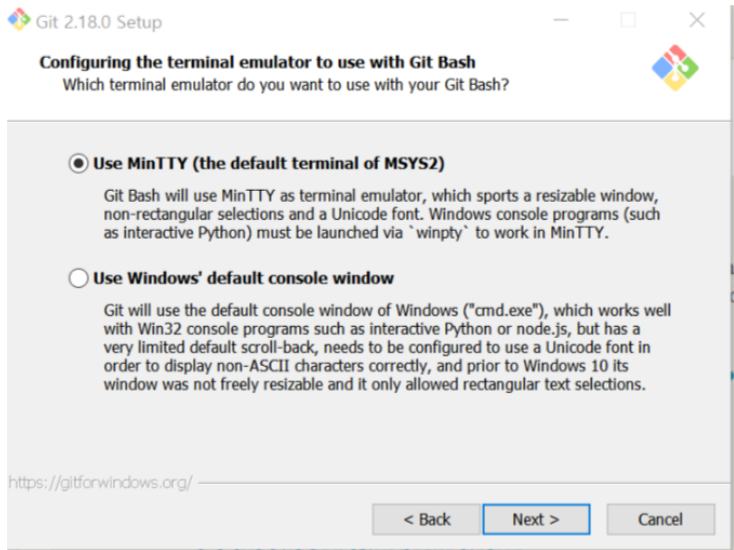 Git 2.18.0 Setup
Configuring the terminal emulator to use with Git Bash
Which terminal emulator do you want to use with your Git Bash?
Use MinTTY (the default terminal of MSYS2)
Git Bash will use MinTTY as terminal emulator, which sports a resizable window,
non-rectangular selections and a Unicode font. Windows console programs (such
as interactive Python) must be launched via `winpty` to work in MinTTY.
Use Windows' default console window
Git will use the default console window of Windows ("cmd.exe"), which works well
with Win32 console programs such as interactive Python or node.js, but has a
very limited default scroll-back, needs to be configured to use a Unicode font in
order to display non-ASCII characters correctly, and prior to Windows 10 its
window was not freely resizable and it only allowed rectangular text selections.
https://gitforwindows.org/
< Back Next > Cancel